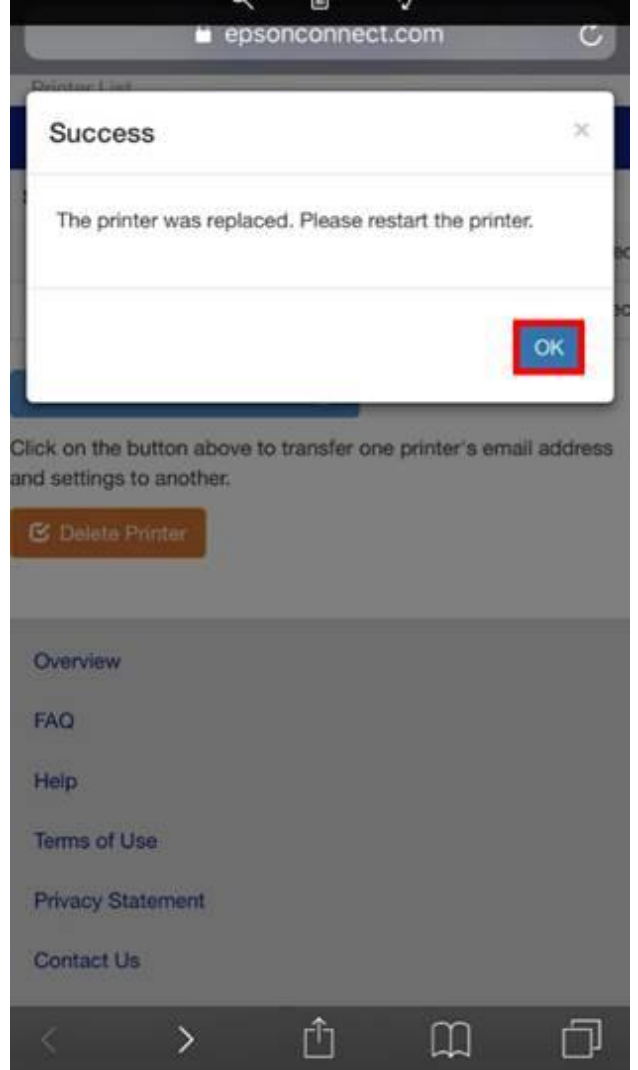 epsonconnect.com
Printer List
Success
×
The printer was replaced. Please restart the printer.
OK
Click on the button above to transfer one printer's email address
and settings to another.
Delete Printer
Overview
FAQ
Help
Terms of Use
Privacy Statement
Contact Us